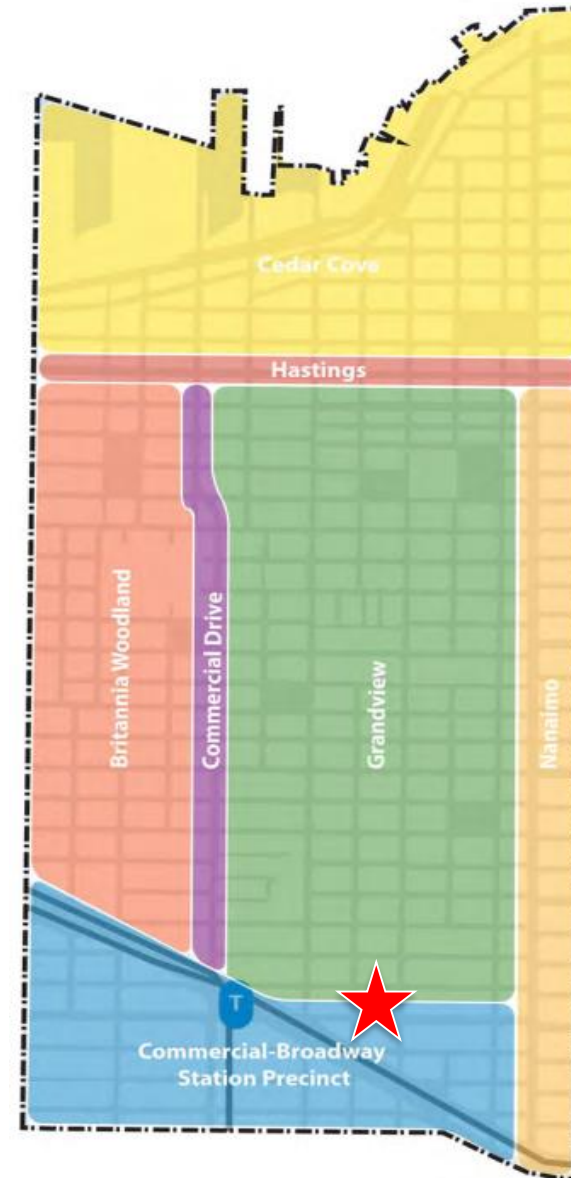 Cedar Cove
Hastings
Britannia Woodland
Commercial Drive
Grandview
Nanaimo
T
Commercial-Broadway
Station Precinct